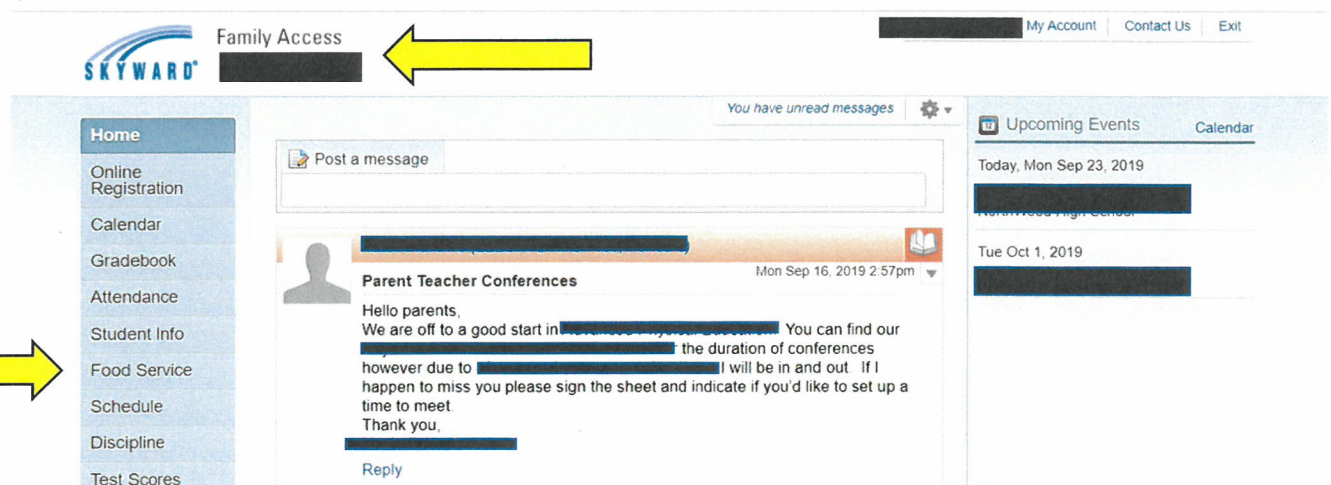 SKYWARD®
Family Access
My Account Contact Us Exit
You have unread messages
Home
Online
Registration
Calendar
Gradebook
Attendance
Student Info
Food Service
Schedule
Discipline
Test Scores
Post a message
Mon Sep 16, 2019 2:57pm
Parent Teacher Conferences
Hello parents,
We are off to a good start in You can find our
the duration of conferences
however due to I will be in and out. If I
happen to miss you please sign the sheet and indicate if you'd like to set up a
time to meet.
Thank you,
Reply
Upcoming Events Calendar
Today, Mon Sep 23, 2019
Tue Oct 1, 2019